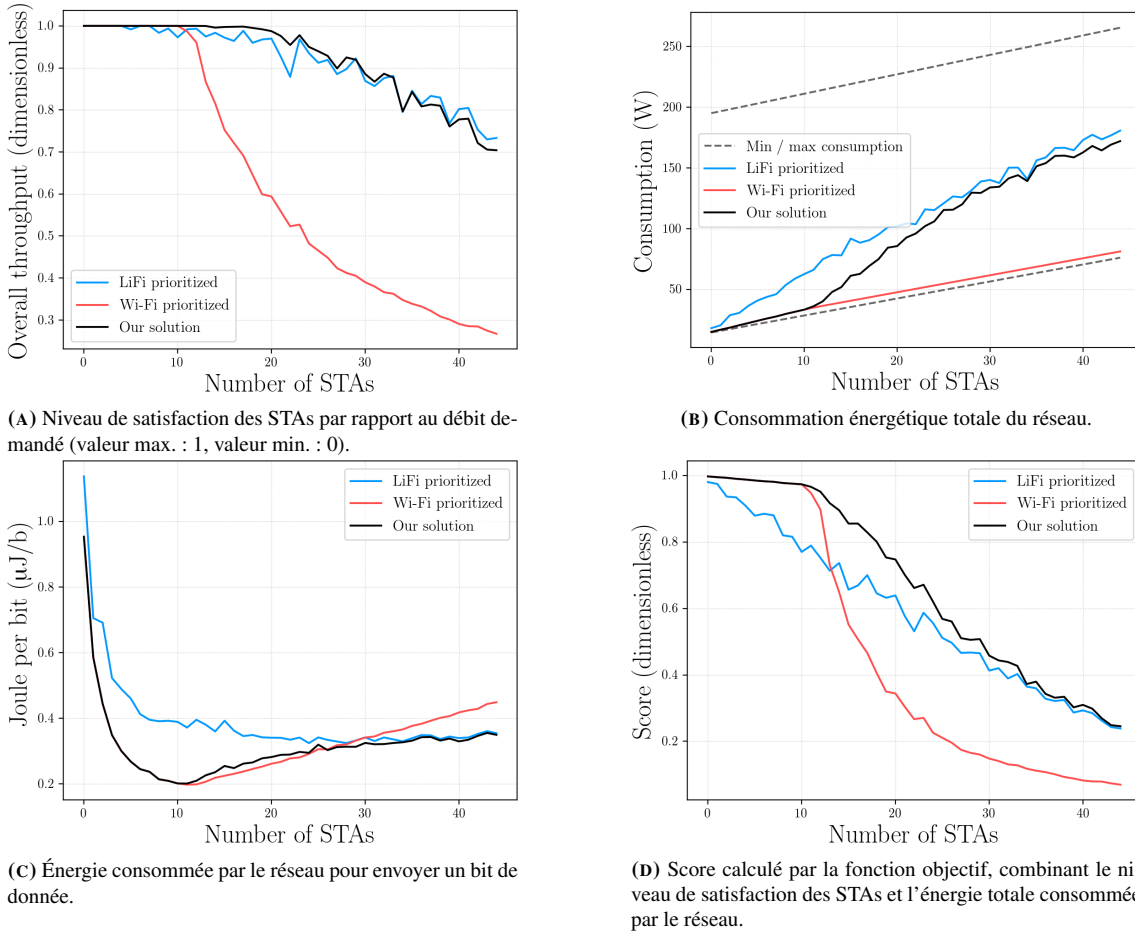 Overall throughput (dimensionless)
1.0
0.9
0.8
0.7
0.6
0.5
0.4
0.3
LiFi prioritized
Wi-Fi prioritized
Our solution
0
10
20
30
40
Number of STAs
(A) Niveau de satisfaction des STAs par rapport au débit de-
mandé (valeur max. : 1, valeur min. : 0).
Consumption (W)
250
200
150
100
50
Min / max consumption
LiFi prioritized
Wi-Fi prioritized
Our solution
0
10
20
30
40
Number of STAs
(B) Consommation énergétique totale du réseau.
Joule per bit (μJ/b)
1.0
0.8
0.6
0.4
0.2
LiFi prioritized
Wi-Fi prioritized
Our solution
0
10
20
30
40
Number of STAs
(C) Énergie consommée par le réseau pour envoyer un bit de
donnée.
Score (dimensionless)
1.0
0.8
0.6
0.4
0.2
LiFi prioritized
Wi-Fi prioritized
Our solution
0
10
20
30
40
Number of STAs
(D) Score calculé par la fonction objectif, combinant le ni-
veau de satisfaction des STAs et l'énergie totale consommée
par le réseau.